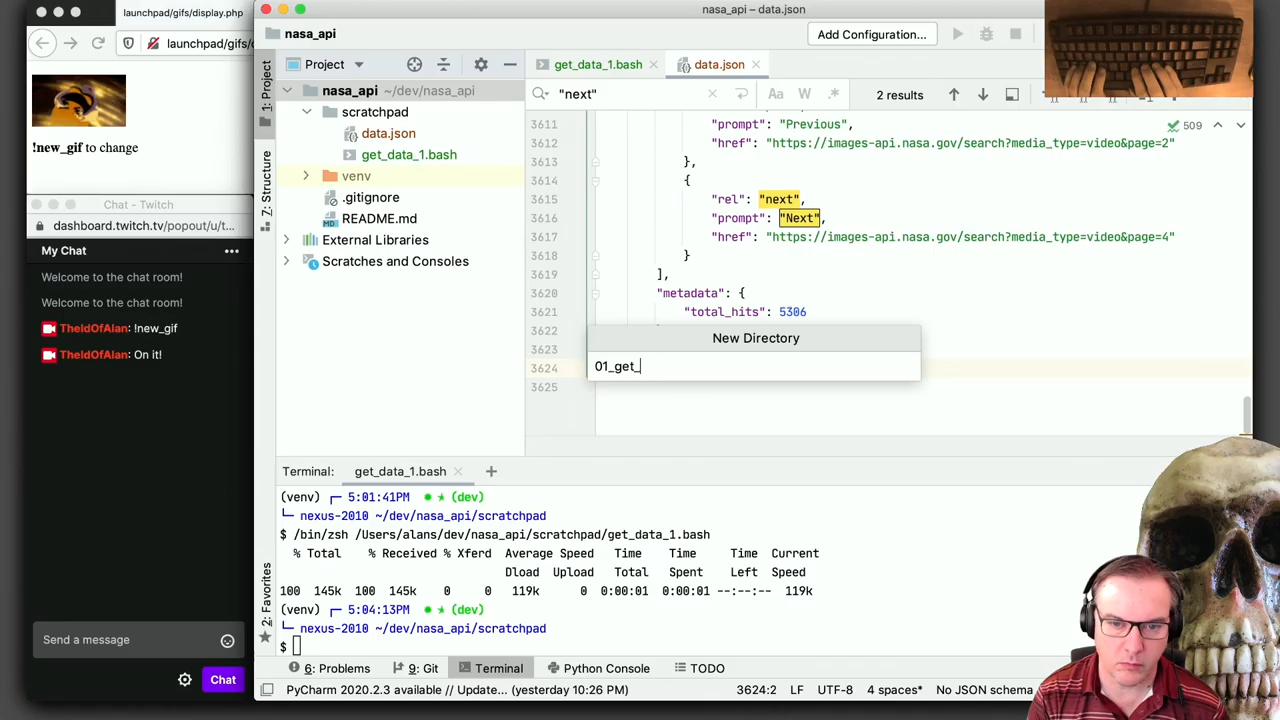 launchpad/gifs/display.php
launchpad/gifs/d
!new_gif to change
Chat - Twitch
dashboard.twitch.tv/popout/u/t...
My Chat
Welcome to the chat room!
Welcome to the chat room!
TheIdOfAlan: !new_gif
TheIdOfAlan: On it!
Send a message
Chat
nasa_api – data.json
nasa_api
Add Configuration...
1: Project
7: Structure
2: Favorites
Project
nasa_api ~/dev/nasa_api
scratchpad
data.json
get_data_1.bash
venv
.gitignore
README.md
External Libraries
Scratches and Consoles
get_data_1.bash
data.json
"next"
Aa W .*
2 results
509
3611 "prompt": "Previous",
3612 "href": "https://images-api.nasa.gov/search?media_type=video&page=2"
3613 },
3614 {
3615 "rel": "next",
3616 "prompt": "Next",
3617 "href": "https://images-api.nasa.gov/search?media_type=video&page=4"
3618 }
3619 ],
3620 "metadata": {
3621 "total_hits": 5306
3622
3623
3624
3625
New Directory
01_get_
Terminal: get_data_1.bash
(venv) 5:01:41PM ● ★ (dev)
nexus-2010 ~/dev/nasa_api/scratchpad
$ /bin/zsh /Users/alans/dev/nasa_api/scratchpad/get_data_1.bash
% Total % Received % Xferd Average Speed Time Time Time Current
Dload Upload Total Spent Left Speed
100 145k 100 145k 0 0 119k 0 0:00:01 0:00:01 --:--:-- 119k
(venv) 5:04:13PM ● ★ (dev)
nexus-2010 ~/dev/nasa_api/scratchpad
$
6: Problems
9: Git
Terminal
Python Console
TODO
PyCharm 2020.2.3 available // Update... (yesterday 10:26 PM)
3624:2 LF UTF-8 4 spaces* No JSON schema